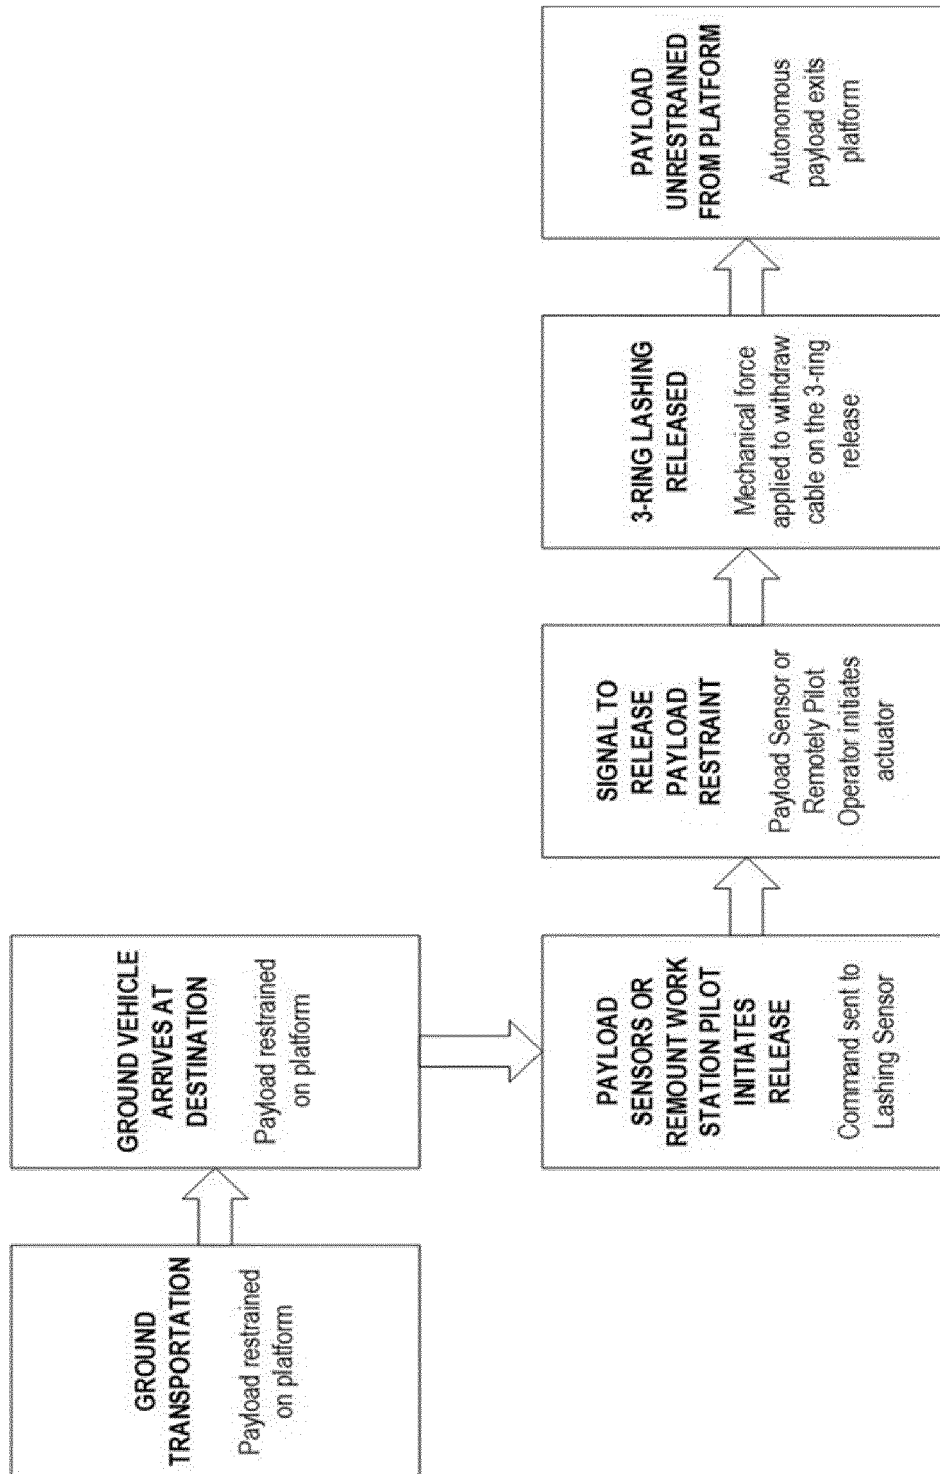 GROUND
TRANSPORTATION
Payload restrained
on platform
GROUND VEHICLE
ARRIVES AT
DESTINATION
Payload restrained
on platform
PAYLOAD
SENSORS OR
REMOUNT WORK
STATION PILOT
INITIATES
RELEASE
Command sent to
Lashing Sensor
SIGNAL TO
RELEASE
PAYLOAD
RESTRAINT
Payload Sensor or
Remotely Pilot
Operator initiates
actuator
3-RING LASHING
RELEASED
Mechanical force
applied to withdraw
cable on the 3-ring
release
PAYLOAD
UNRESTRAINED
FROM PLATFORM
Autonomous
payload exits
platform